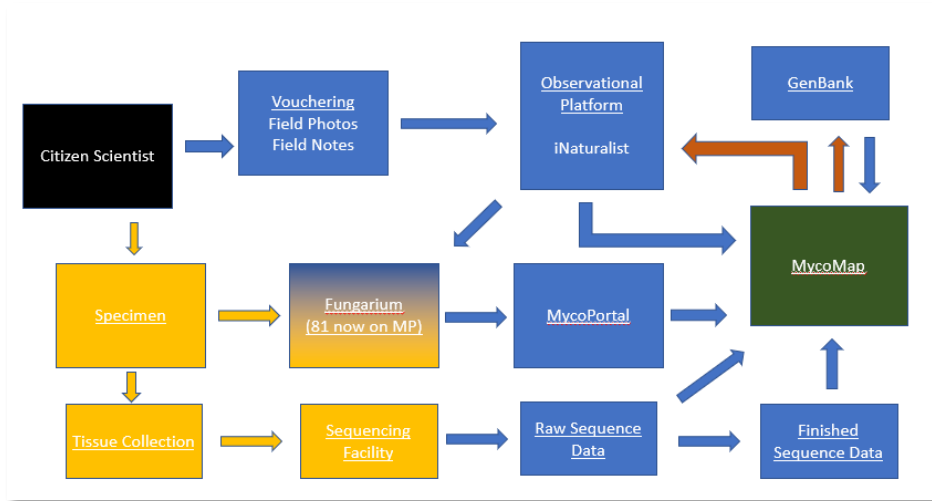 Citizen Scientist
Vouchering
Field Photos
Field Notes
Observational
Platform
iNaturalist
GenBank
MycoMap
Specimen
Fungarium
(81 now on MP)
MycoPortal
Tissue Collection
Sequencing
Facility
Raw Sequence
Data
Finished
Sequence Data